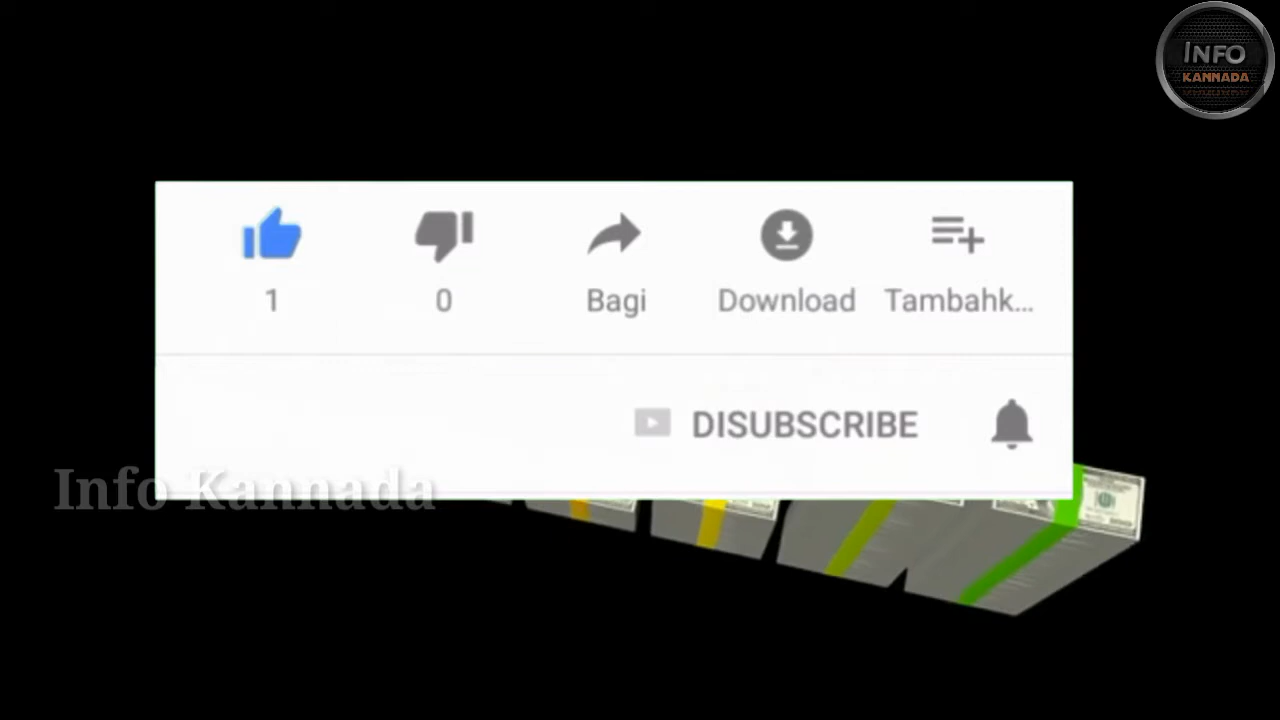 INFO
KANNADA
1 0 Bagi Download Tambahk...
DISUBSCRIBE
Info Kannada